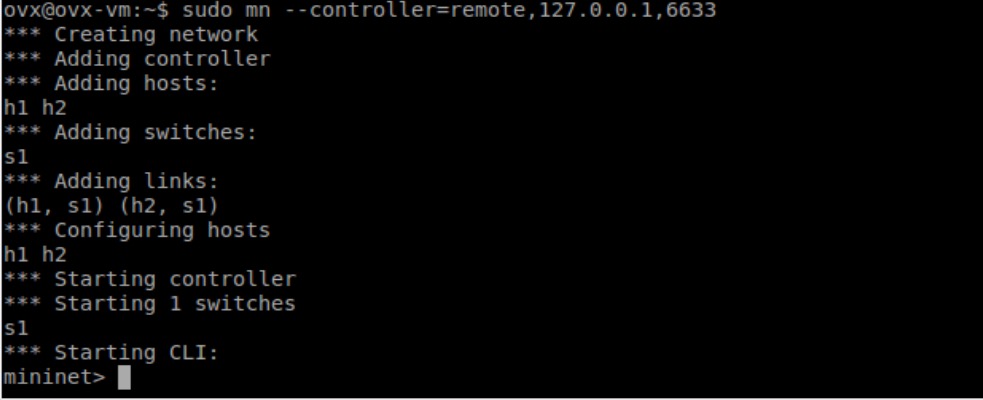 ovx@ovx-vm:~$ sudo mn --controller=remote,127.0.0.1,6633
*** Creating network
*** Adding controller
*** Adding hosts:
h1 h2
*** Adding switches:
s1
*** Adding links:
(h1, s1) (h2, s1)
*** Configuring hosts
h1 h2
*** Starting controller
*** Starting 1 switches
s1
*** Starting CLI:
mininet>